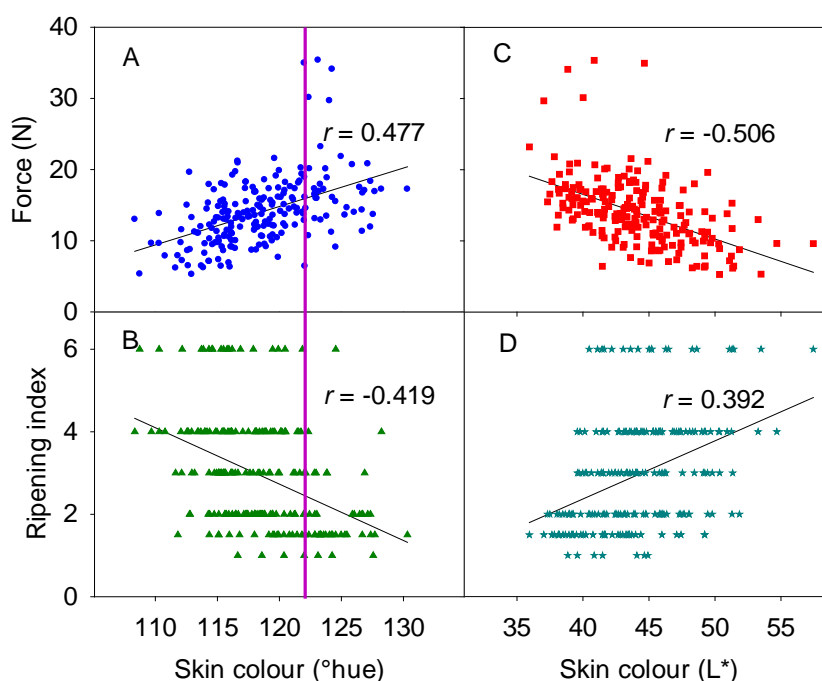 40
30
20
10
0
Force (N)
A
r = 0.477
C
r = -0.506
6
4
2
0
Ripening index
B
r = -0.419
D
r = 0.392
110 115 120 125 130
35 40 45 50 55
Skin colour (°hue)
Skin colour (L*)